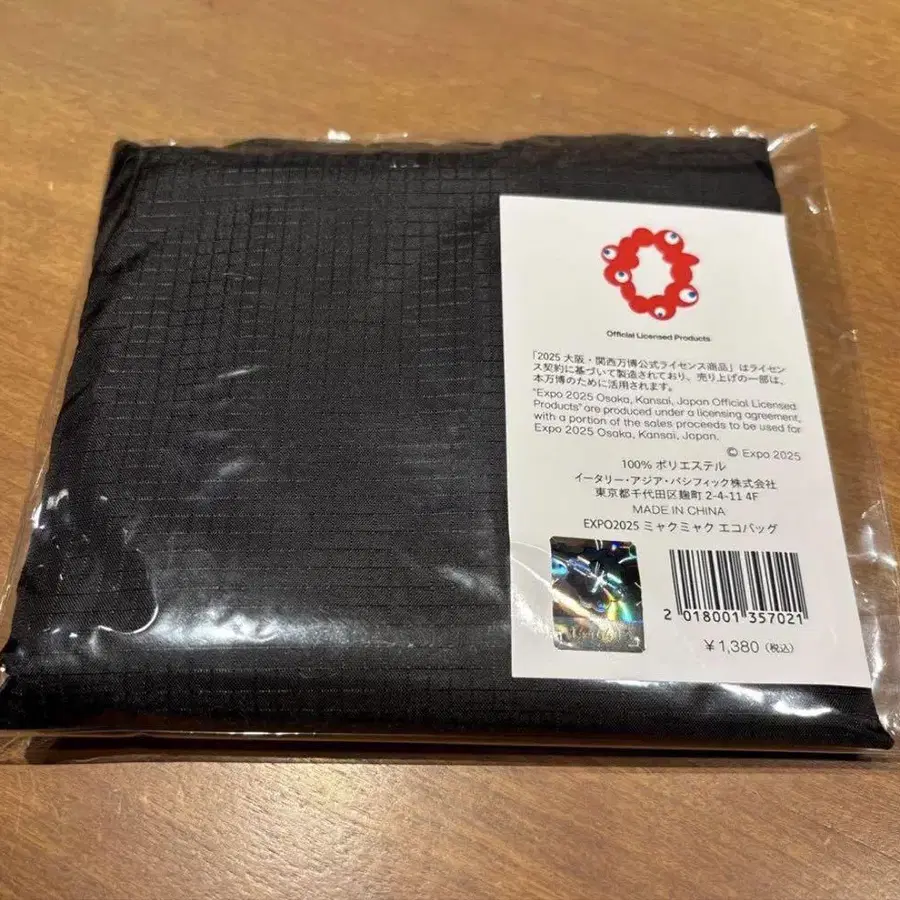 Official Licensed Products
「2025 大阪・関西万博公式ライセンス商品」はライセン
ス契約に基づいて製造されており、売り上げの一部は、
本万博のために活用されます。
"Expo 2025 Osaka, Kansai, Japan Official Licensed
Products" are produced under a licensing agreement,
with a portion of the sales proceeds to be used for
Expo 2025 Osaka, Kansai, Japan.
© Expo 2025
100% ポリエステル
イータリー・アジア・パシフィック株式会社
東京都千代田区麹町 2-4-11 4F
MADE IN CHINA
EXPO2025 ミャクミャク エコバッグ
2 018001 357021
¥1,380 (税込)